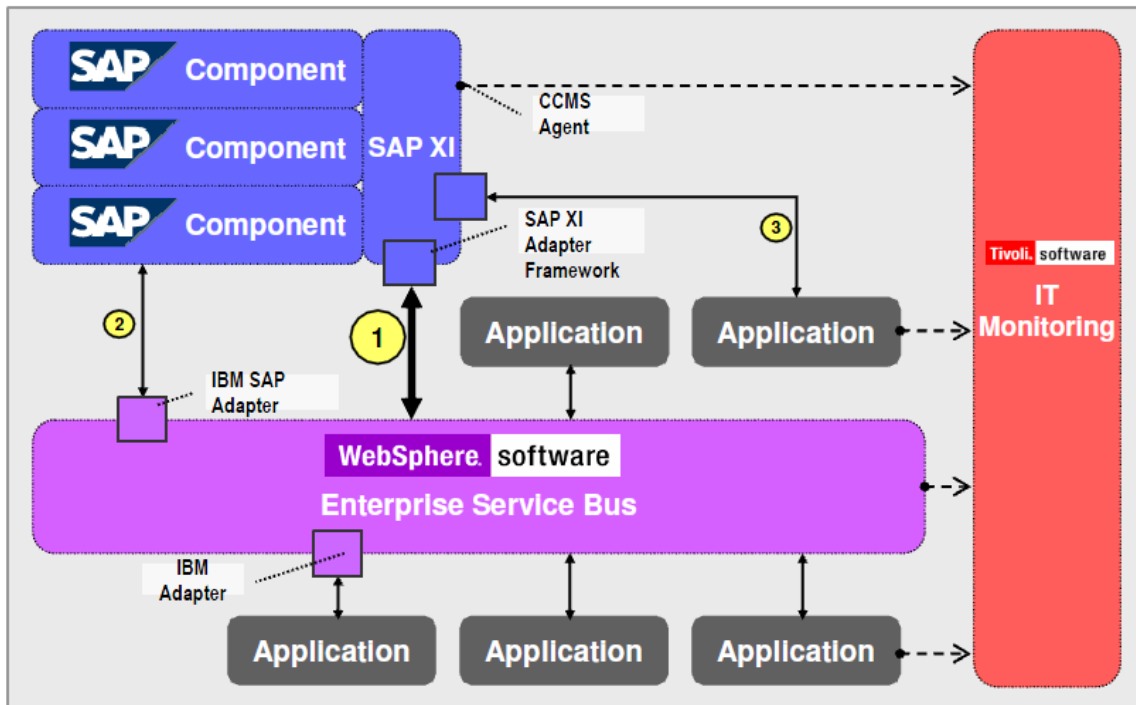 SAP Component
CCMS
Agent
SAP Component
SAP XI
SAP Component
SAP XI
Adapter
Framework
3
Tivoli. software
IT
Monitoring
2
1
Application
Application
IBM SAP
Adapter
WebSphere. software
Enterprise Service Bus
IBM
Adapter
Application
Application
Application